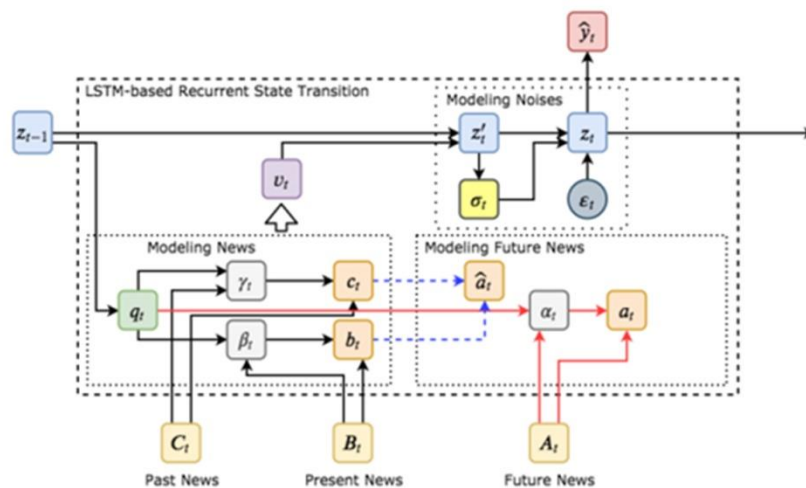 ŷₜ
LSTM-based Recurrent State Transition
Modeling Noises
zₜ₋₁
z′ₜ
zₜ
vₜ
σₜ
εₜ
Modeling News
Modeling Future News
γₜ
cₜ
âₜ
qₜ
αₜ
aₜ
βₜ
bₜ
Cₜ
Bₜ
Aₜ
Past News
Present News
Future News